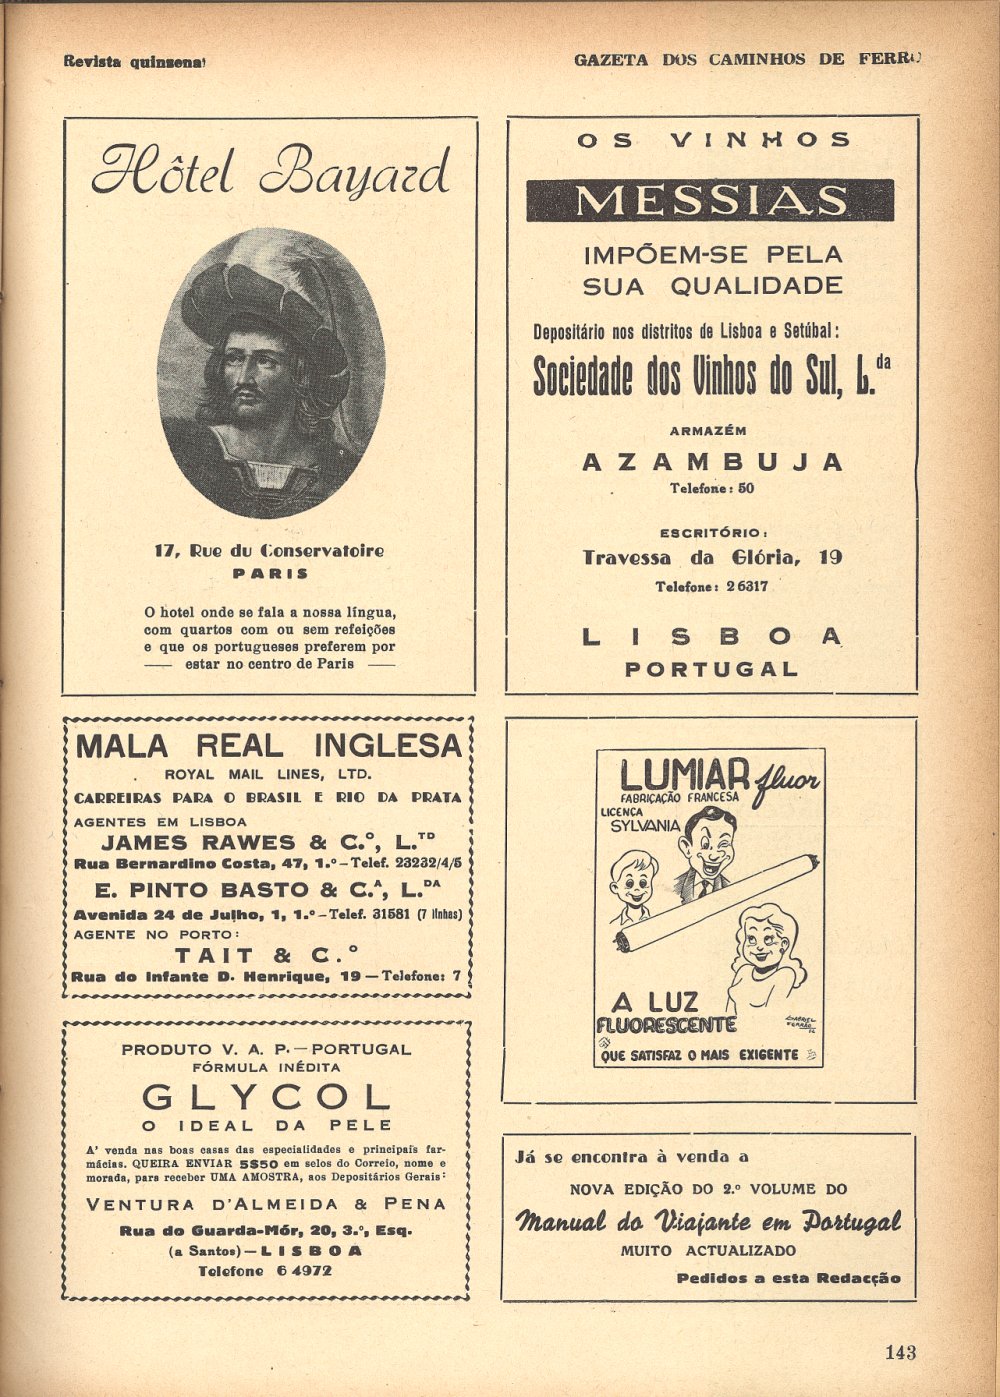 Revista quinzenal
GAZETA DOS CAMINHOS DE FERRO
Hôtel Bayard
17, Rue du Conservatoire
PARIS
O hotel onde se fala a nossa língua,
com quartos com ou sem refeições
e que os portugueses preferem por
estar no centro de Paris
OS VINHOS
MESSIAS
IMPÕEM-SE PELA
SUA QUALIDADE
Depositário nos distritos de Lisboa e Setúbal:
Sociedade dos Vinhos do Sul, L.da
ARMAZÉM
AZAMBUJA
Telefone: 50
ESCRITÓRIO:
Travessa da Glória, 19
Telefone: 26317
LISBOA
PORTUGAL
MALA REAL INGLESA
ROYAL MAIL LINES, LTD.
CARREIRAS PARA O BRASIL E RIO DA PRATA
AGENTES EM LISBOA
JAMES RAWES & C.º, L.TD
Rua Bernardino Costa, 47, 1.º – Telef. 23232/4/5
E. PINTO BASTO & C.A, L.DA
Avenida 24 de Julho, 1, 1.º – Telef. 31581 (7 linhas)
AGENTE NO PORTO:
TAIT & C.º
Rua do Infante D. Henrique, 19 — Telefone: 7
LUMIAR fluor
FABRICAÇÃO FRANCESA
LICENÇA
SYLVANIA
A LUZ
FLUORESCENTE
GABRIEL
FERRÃO
QUE SATISFAZ O MAIS EXIGENTE
PRODUTO V. A. P. — PORTUGAL
FÓRMULA INÉDITA
GLYCOL
O IDEAL DA PELE
A' venda nas boas casas das especialidades e principais far-
mácias. QUEIRA ENVIAR 5$50 em selos do Correio, nome e
morada, para receber UMA AMOSTRA, aos Depositários Gerais:
VENTURA D'ALMEIDA & PENA
Rua do Guarda-Mór, 20, 3.º, Esq.
(a Santos) — LISBOA
Telefone 6 4972
Já se encontra à venda a
NOVA EDIÇÃO DO 2.º VOLUME DO
Manual do Viajante em Portugal
MUITO ACTUALIZADO
Pedidos a esta Redacção
143